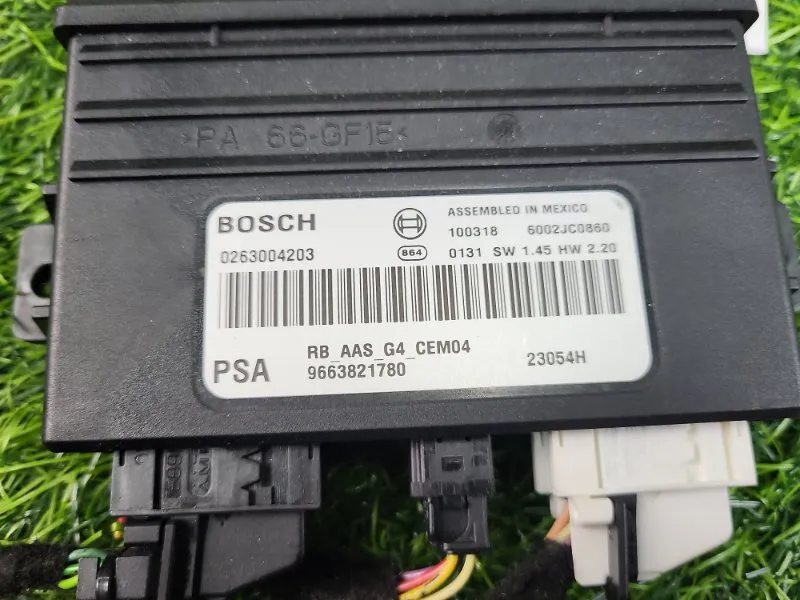 >PA 66-GF15<
BOSCH
ASSEMBLED IN MEXICO
100318 6002JC0860
0263004203
864 0131 SW 1.45 HW 2.20
RB_AAS_G4_CEM04
PSA 9663821780 23054H